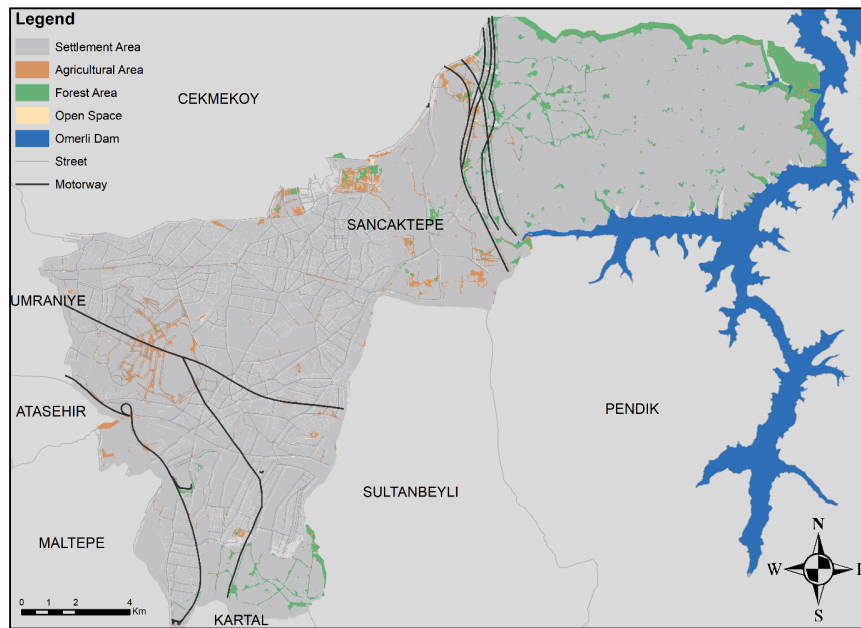 Legend
Settlement Area
Agricultural Area
Forest Area
Open Space
Omerli Dam
Street
Motorway
CEKMEKOY
SANCAKTEPE
UMRANIYE
ATASEHIR
PENDIK
SULTANBEYLI
MALTEPE
KARTAL
0 1 2 4
Km
N
W E
S